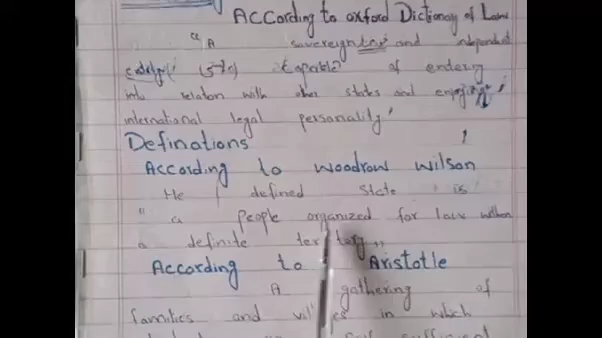 According to oxford Dictionary of Law
"A sovereign and independent
capable of entering
into relation with other states and enjoying
international legal personality"
Definations
According to Woodrow Wilson
He defined State is
" a people organized for law within
a definite
According to Aristotle
A gathering of
families and in which
sufficient